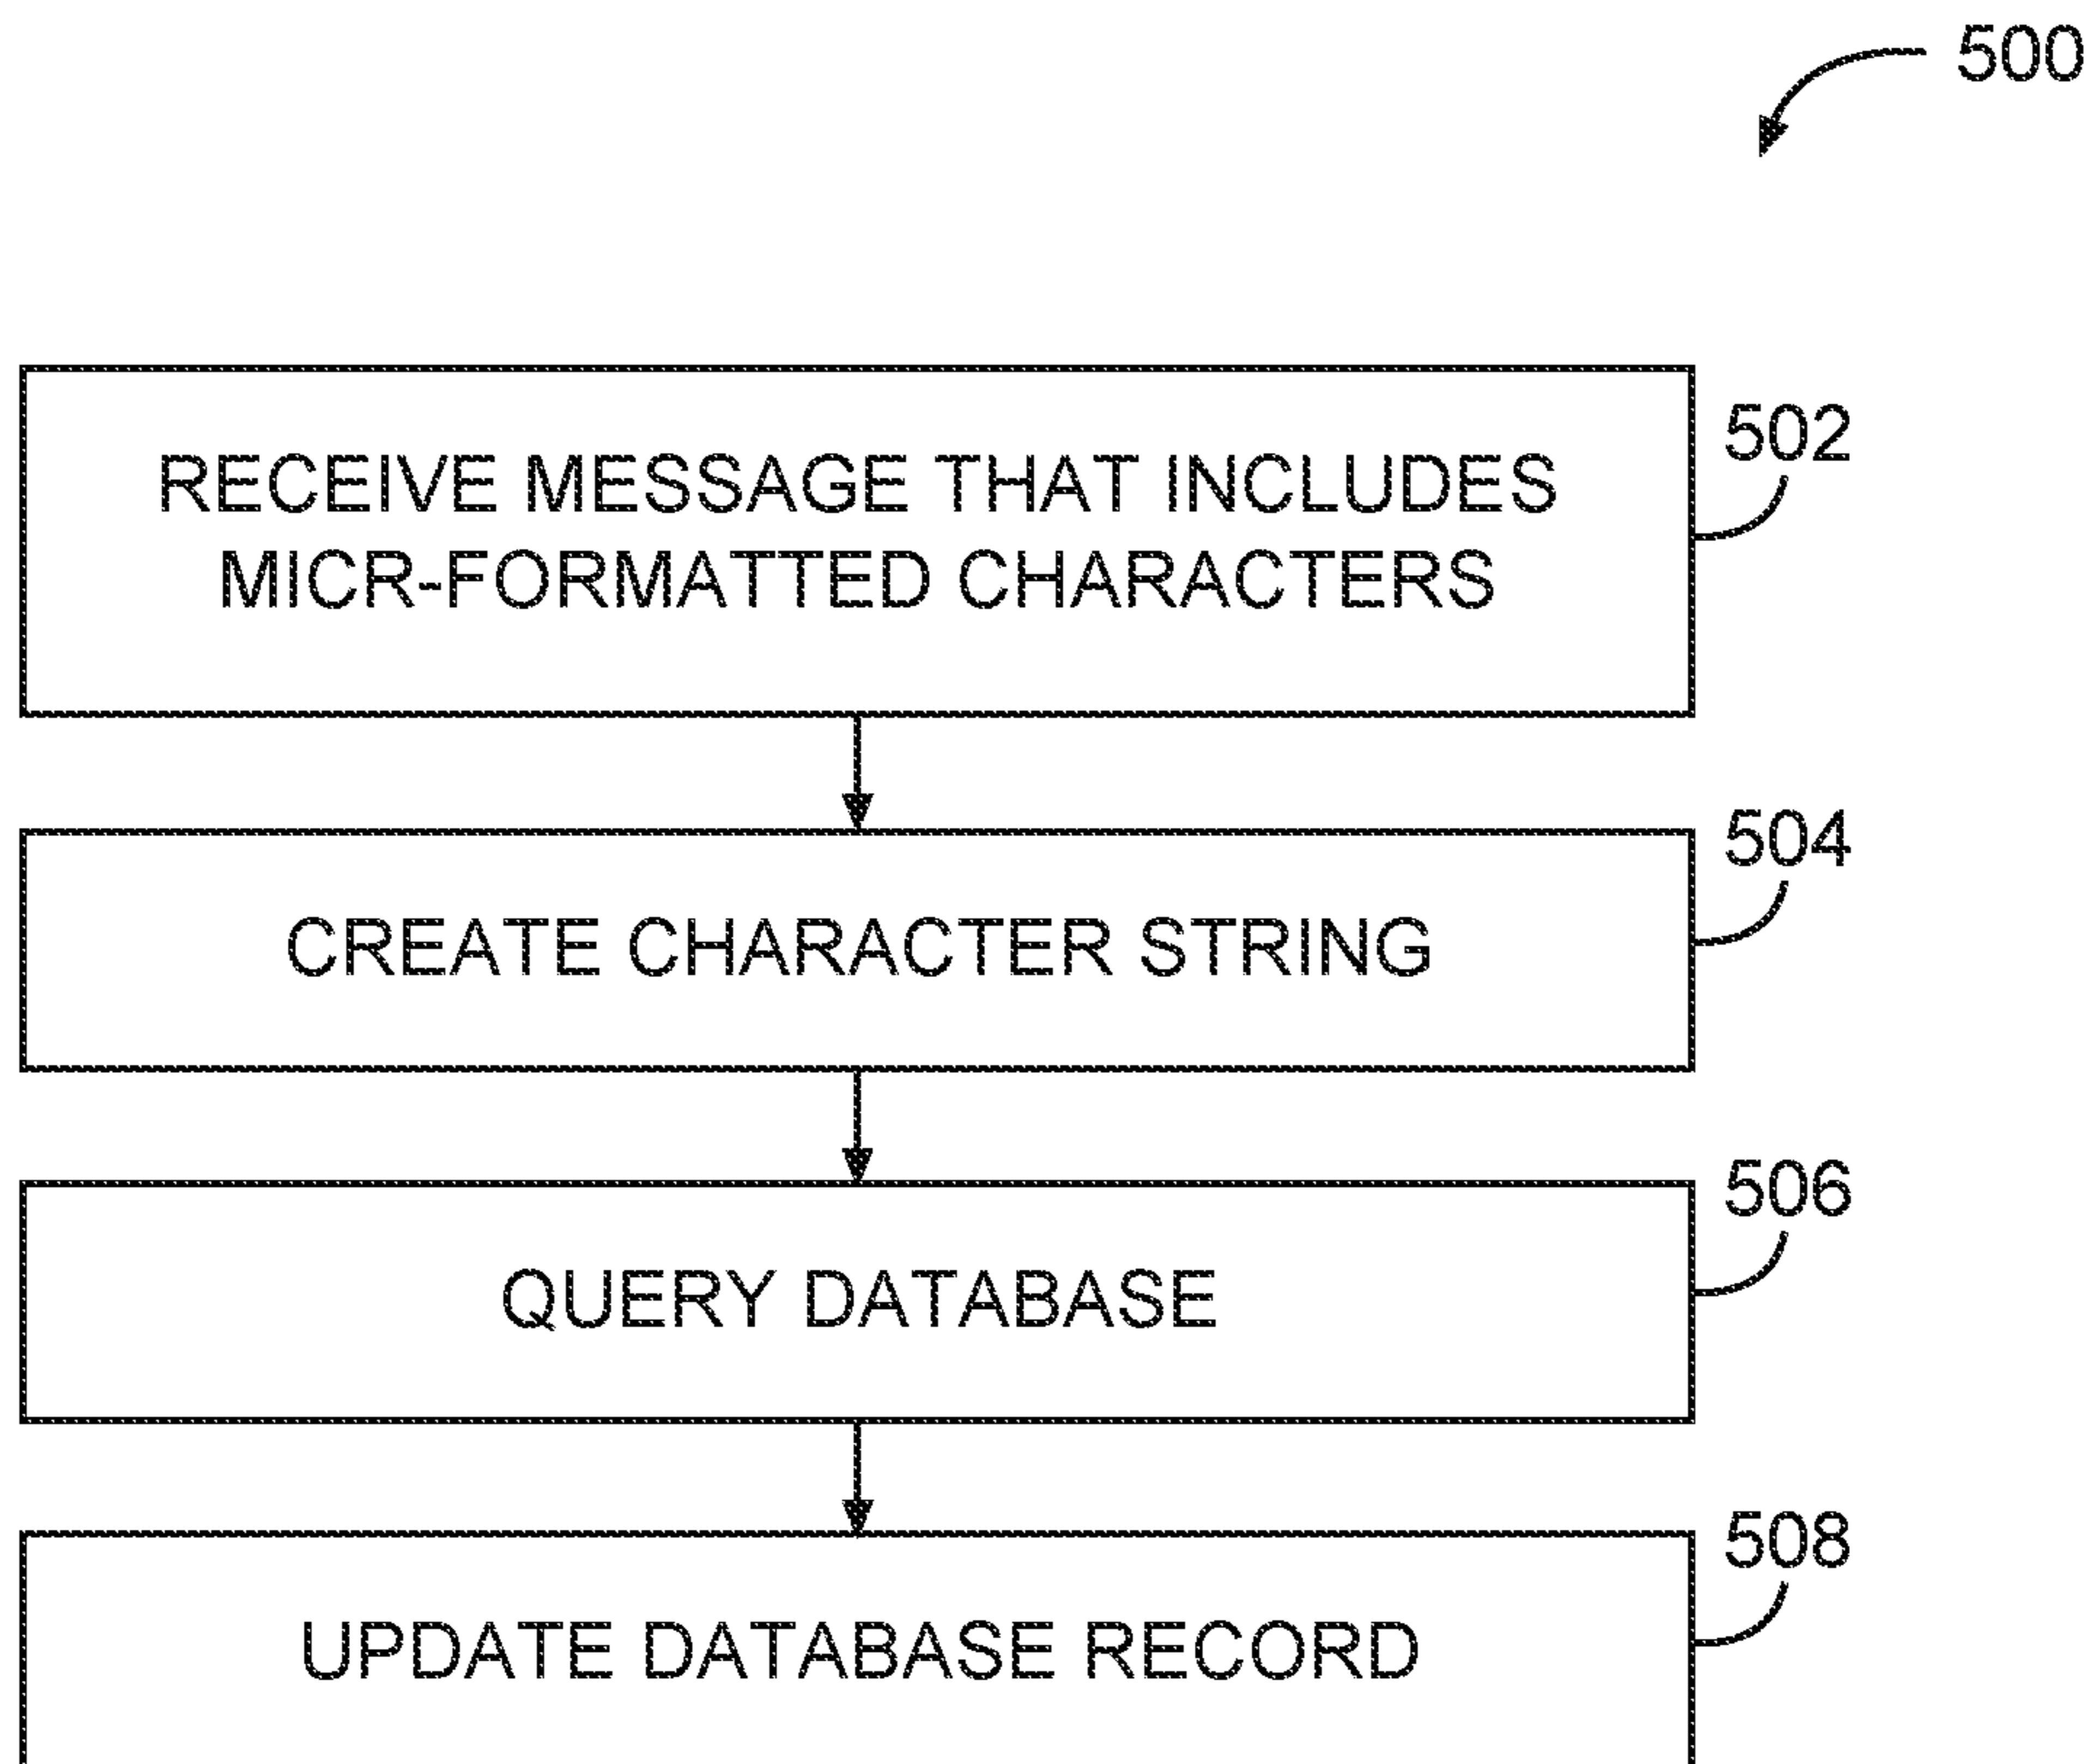 500
502
RECEIVE MESSAGE THAT INCLUDES
MICR-FORMATTED CHARACTERS
504
CREATE CHARACTER STRING
506
QUERY DATABASE
508
UPDATE DATABASE RECORD